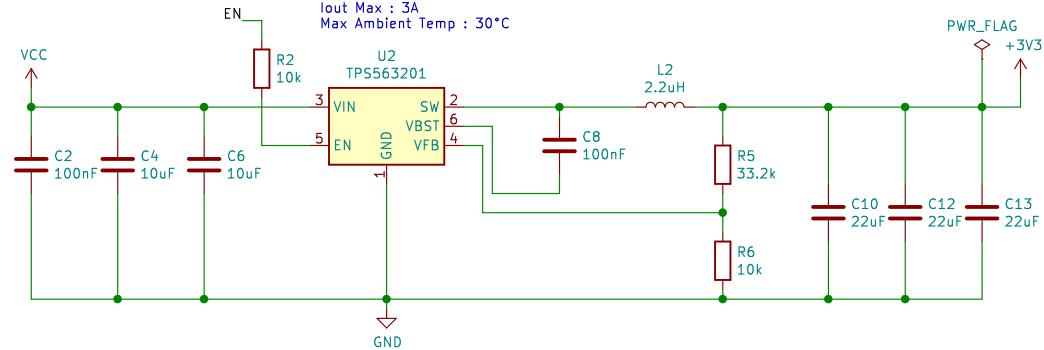 Iout Max : 3A
Max Ambient Temp : 30°C
EN
PWR_FLAG
+3V3
VCC
R2
10k
U2
TPS563201
L2
2.2uH
3
VIN
SW
2
VBST
6
5
EN
GND
VFB
4
1
C2
100nF
C4
10uF
C6
10uF
C8
100nF
R5
33.2k
C10
22uF
C12
22uF
C13
22uF
R6
10k
GND